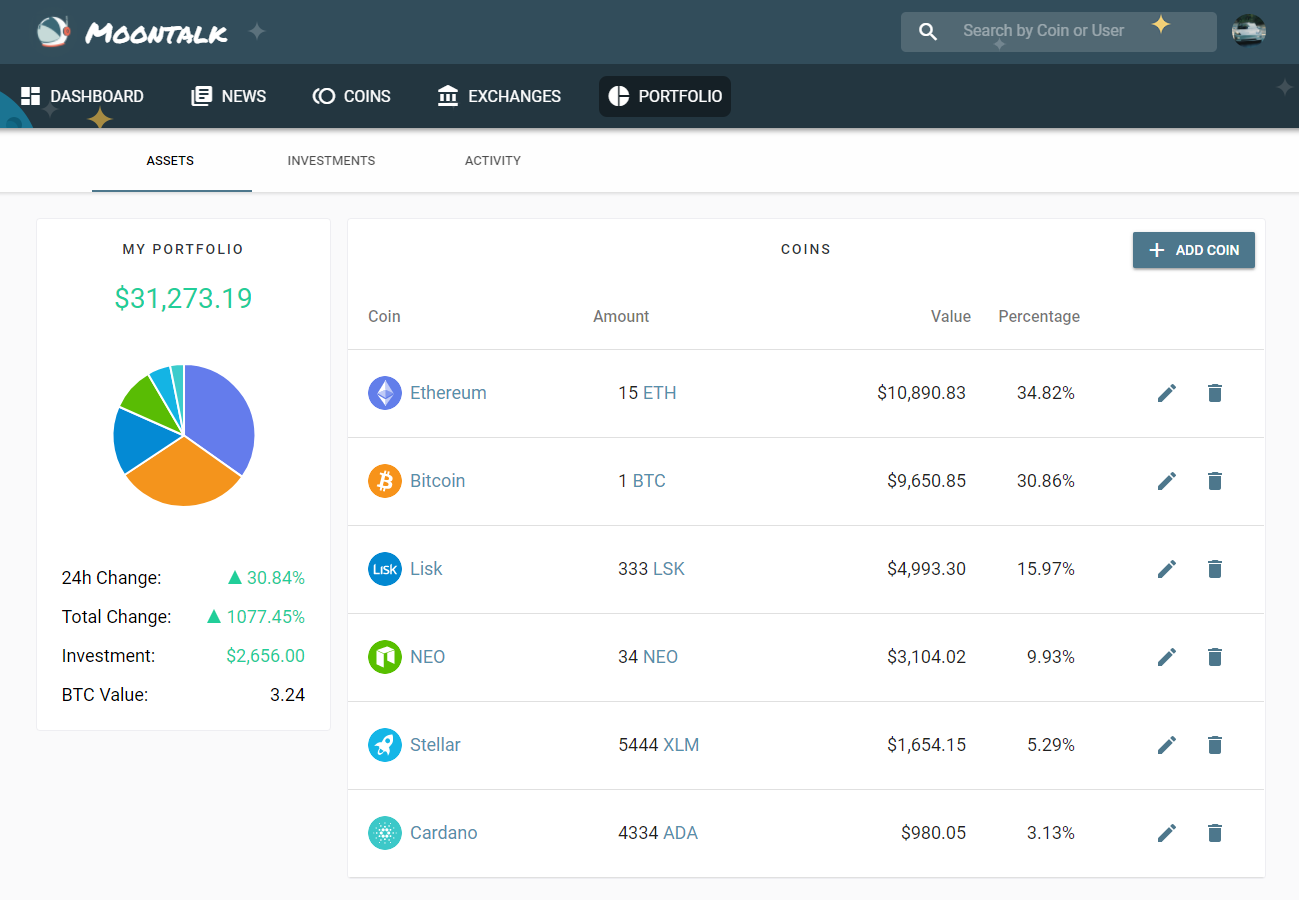 Moontalk
Search by Coin or User
DASHBOARD NEWS COINS EXCHANGES PORTFOLIO
ASSETS INVESTMENTS ACTIVITY
MY PORTFOLIO
$31,273.19
24h Change: ▲ 30.84%
Total Change: ▲ 1077.45%
Investment: $2,656.00
BTC Value: 3.24
COINS
+ ADD COIN
Coin Amount Value Percentage
Ethereum 15 ETH $10,890.83 34.82%
Bitcoin 1 BTC $9,650.85 30.86%
LISK Lisk 333 LSK $4,993.30 15.97%
NEO 34 NEO $3,104.02 9.93%
Stellar 5444 XLM $1,654.15 5.29%
Cardano 4334 ADA $980.05 3.13%